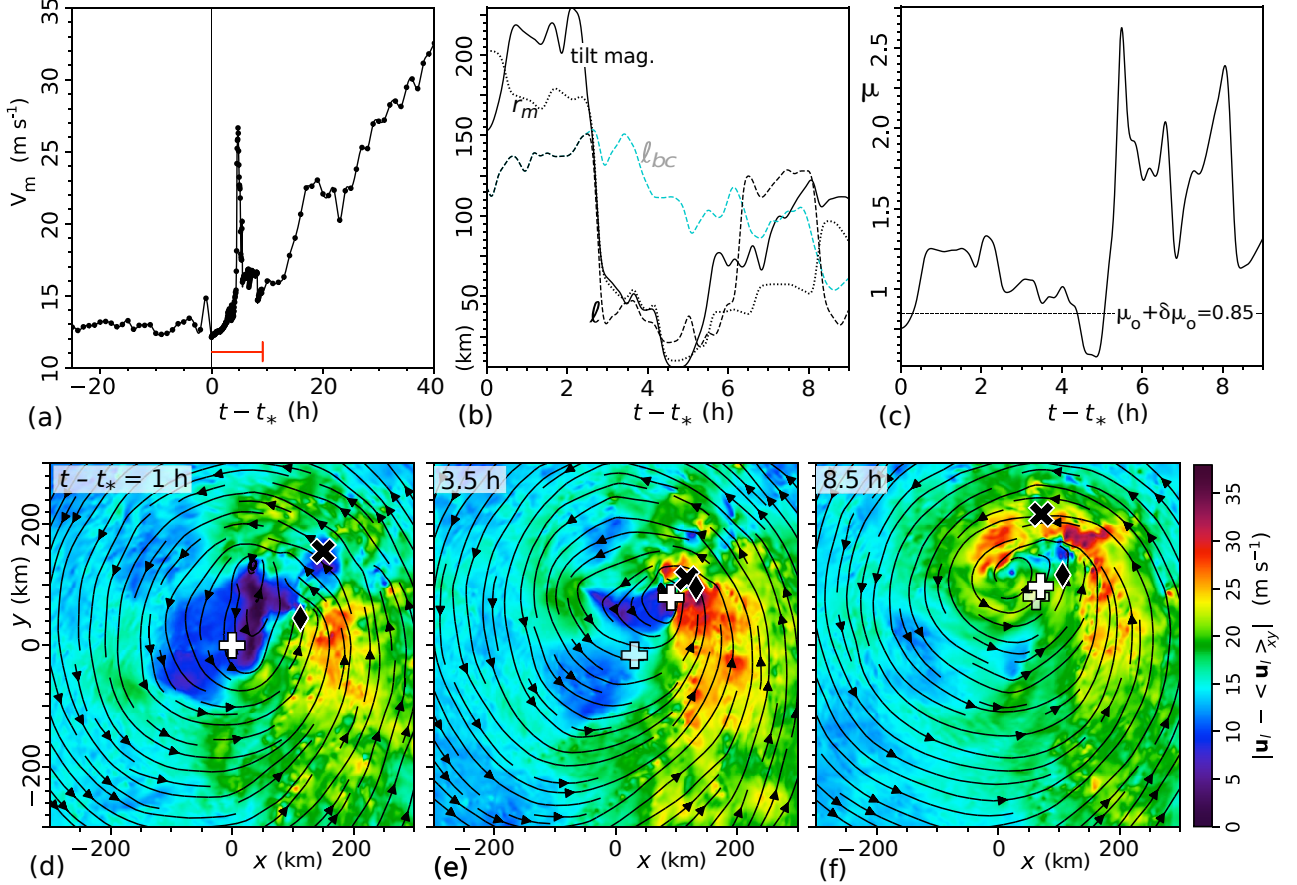 35
30
25
20
15
10
V_m (m s⁻¹)
−20 0 20 40
(a) t − t_* (h)
200
150
100
50
(km)
tilt mag.
r_m
ℓ_bc
ℓ
0 2 4 6 8
(b) t − t_* (h)
2.5
2.0
1.5
1
μ
μ_o+δμ_o=0.85
0 2 4 6 8
(c) t − t_* (h)
t − t_* = 1 h
3.5 h
8.5 h
200
0
−200
y (km)
−200 0 200
−200 0 200
−200 0 200
(d) x (km)
(e) x (km)
(f) x (km)
35
30
25
20
15
10
5
0
|u_l − < u_l >_x̃y| (m s⁻¹)